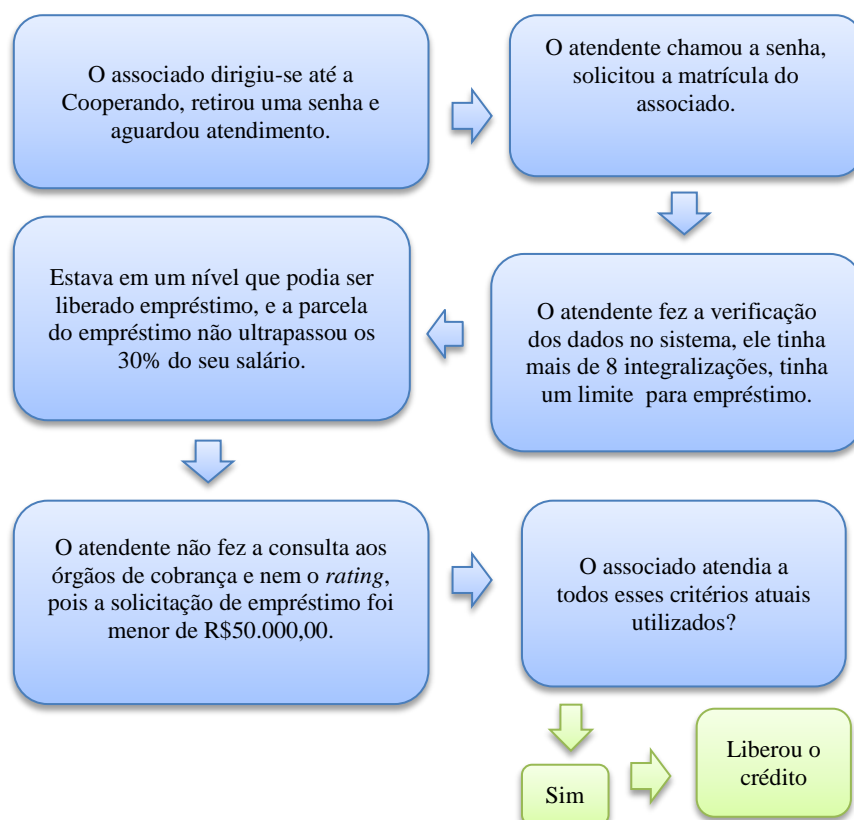 O associado dirigiu-se até a
Cooperando, retirou uma senha e
aguardou atendimento.
O atendente chamou a senha,
solicitou a matrícula do
associado.
O atendente fez a verificação
dos dados no sistema, ele tinha
mais de 8 integralizações, tinha
um limite para empréstimo.
Estava em um nível que podia ser
liberado empréstimo, e a parcela
do empréstimo não ultrapassou os
30% do seu salário.
O atendente não fez a consulta aos
órgãos de cobrança e nem o rating,
pois a solicitação de empréstimo foi
menor de R$50.000,00.
O associado atendia a
todos esses critérios atuais
utilizados?
Sim
Liberou o
crédito